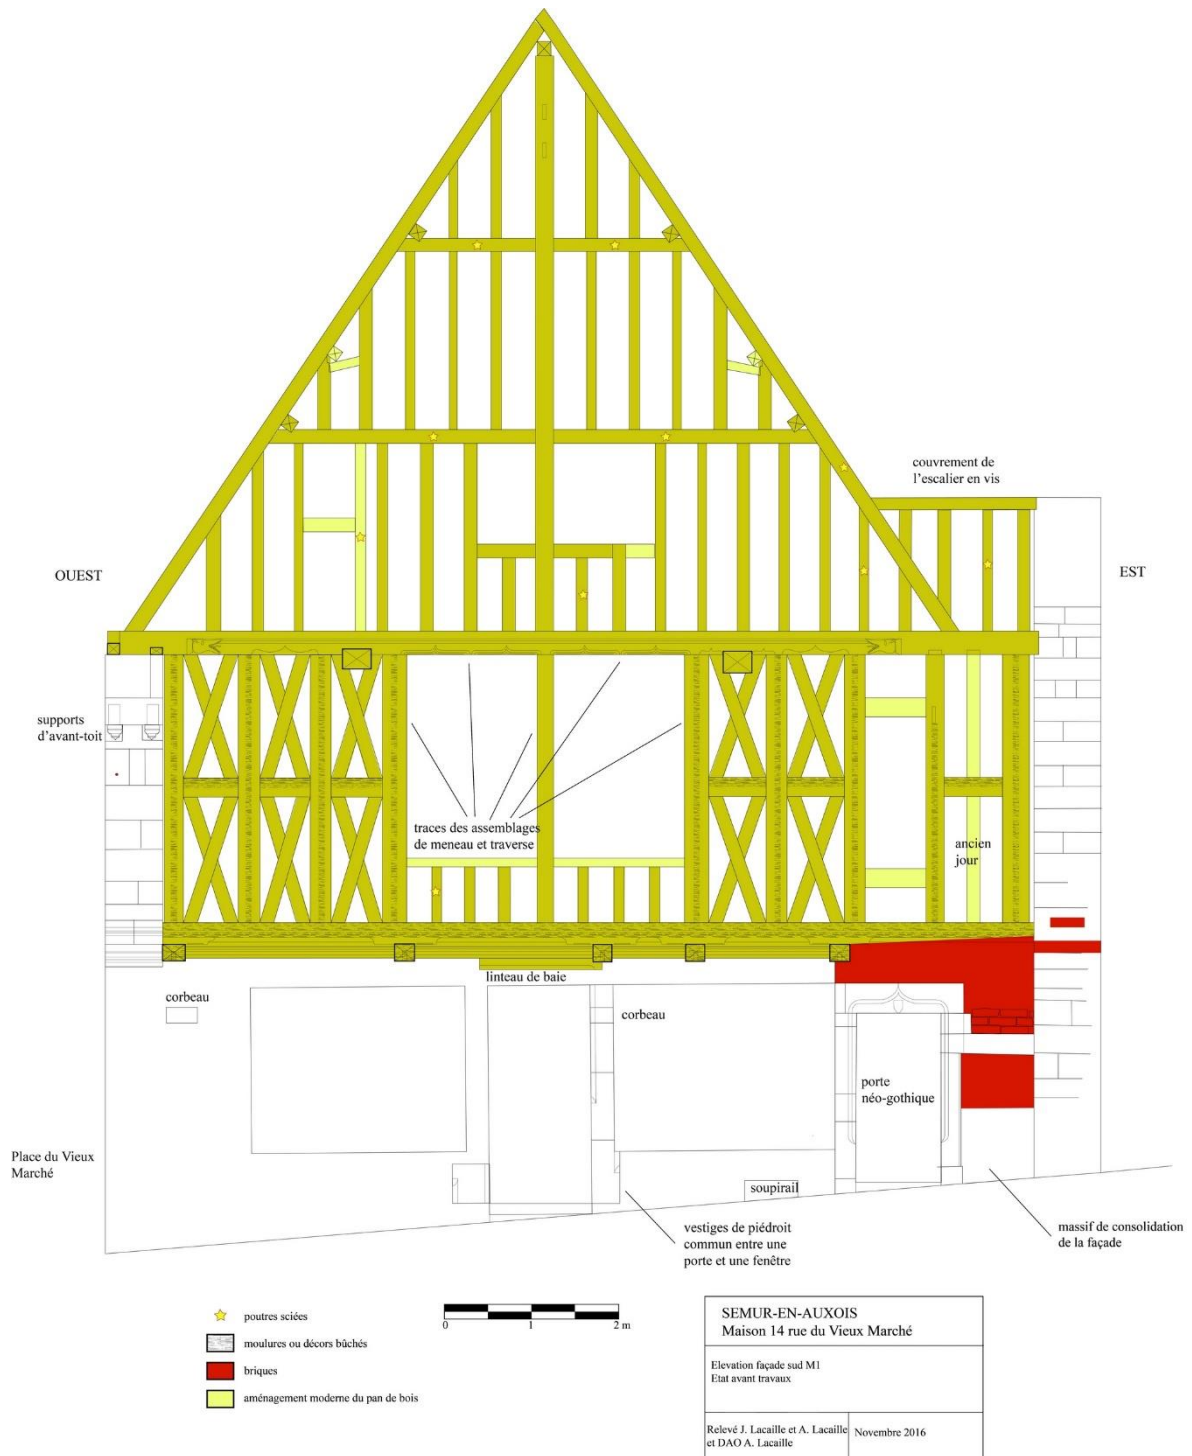 couvrement de
l'escalier en vis
OUEST
EST
supports
d'avant-toit
traces des assemblages
de meneau et traverse
ancien
jour
linteau de baie
corbeau
corbeau
porte
néo-gothique
Place du Vieux
Marché
soupirail
vestiges de piédroit
commun entre une
porte et une fenêtre
massif de consolidation
de la façade
poutres sciées
moulures ou décors bûchés
briques
aménagement moderne du pan de bois
0 1 2 m
SEMUR-EN-AUXOIS
Maison 14 rue du Vieux Marché
Elevation façade sud M1
Etat avant travaux
Relevé J. Lacaille et A. Lacaille
et DAO A. Lacaille
Novembre 2016